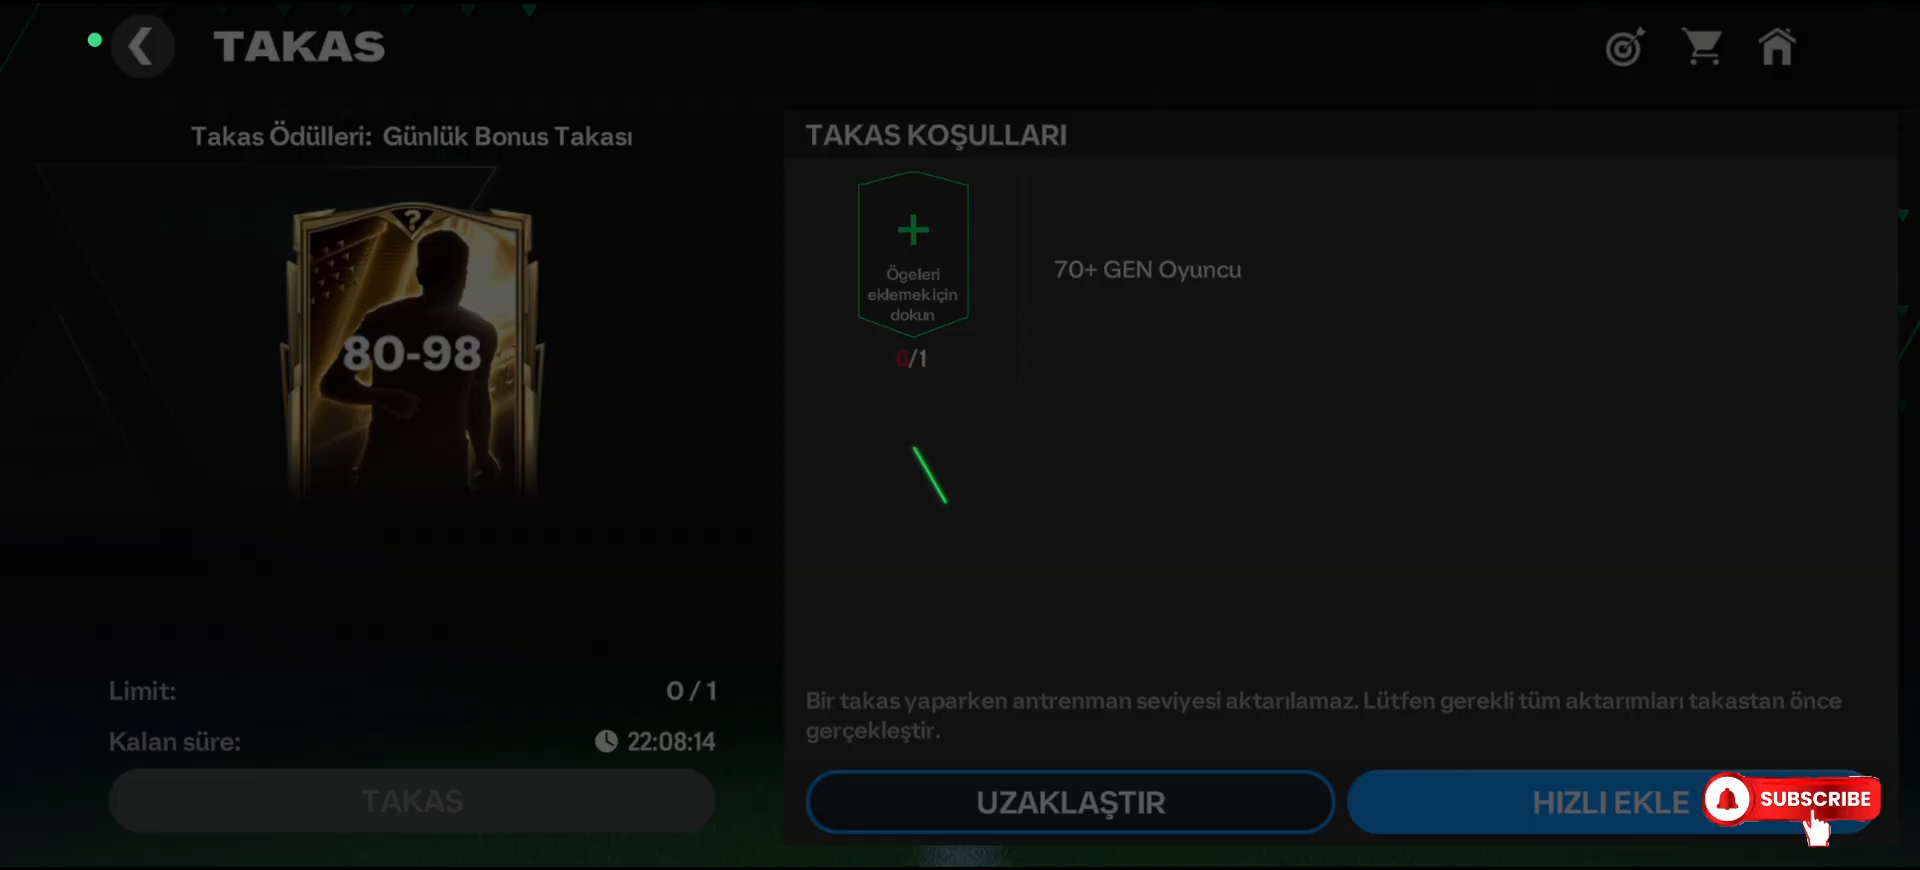 TAKAS
Takas Ödülleri: Günlük Bonus Takası
?
80-98
Limit:
0 / 1
Kalan süre:
22:08:14
TAKAS
TAKAS KOŞULLARI
+
Ögeleri
eklemek için
dokun
0/1
70+ GEN Oyuncu
Bir takas yaparken antrenman seviyesi aktarılamaz. Lütfen gerekli tüm aktarımları takastan önce
gerçekleştir.
UZAKLAŞTIR
HIZLI EKLE
SUBSCRIBE